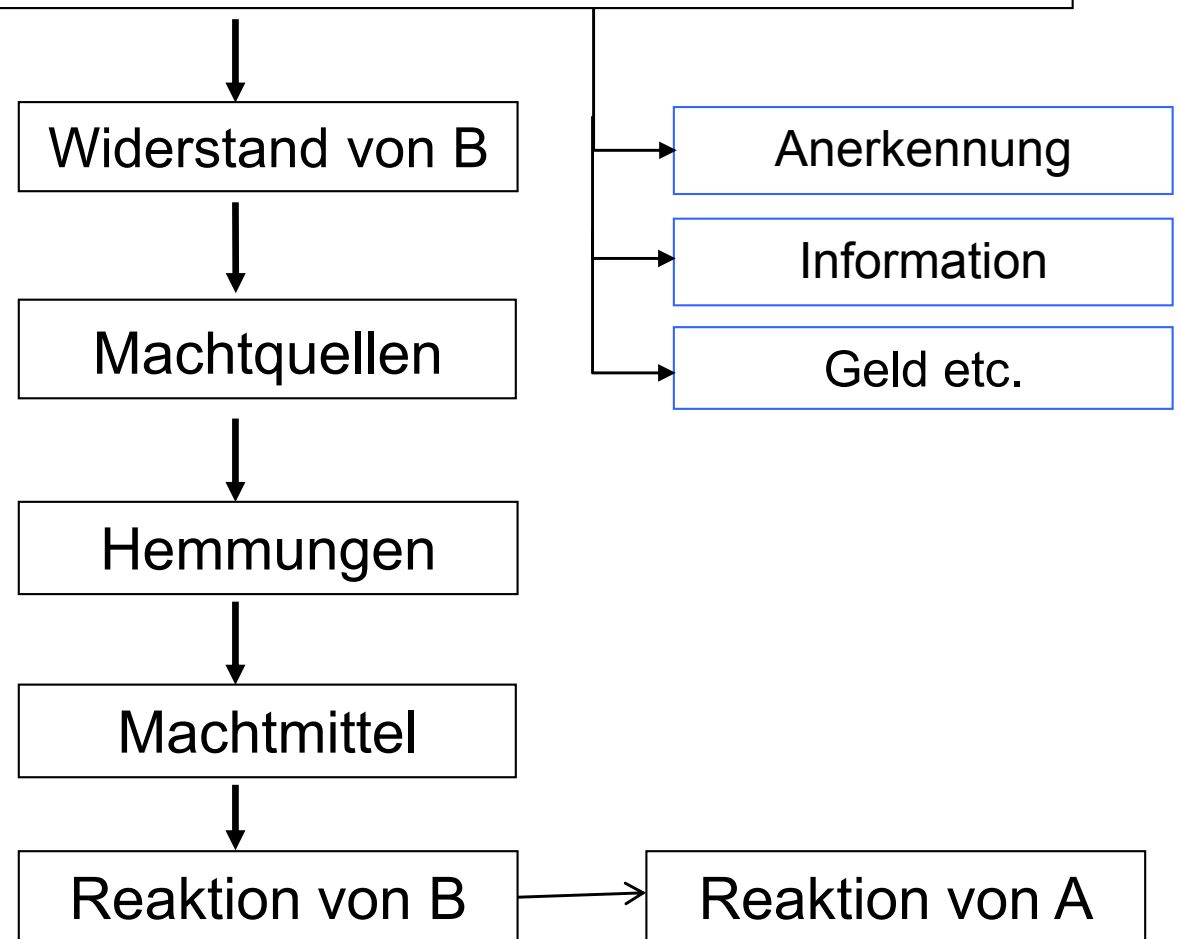 Widerstand von B
Anerkennung
Information
Machtquellen
Geld etc.
Hemmungen
Machtmittel
Reaktion von B
Reaktion von A